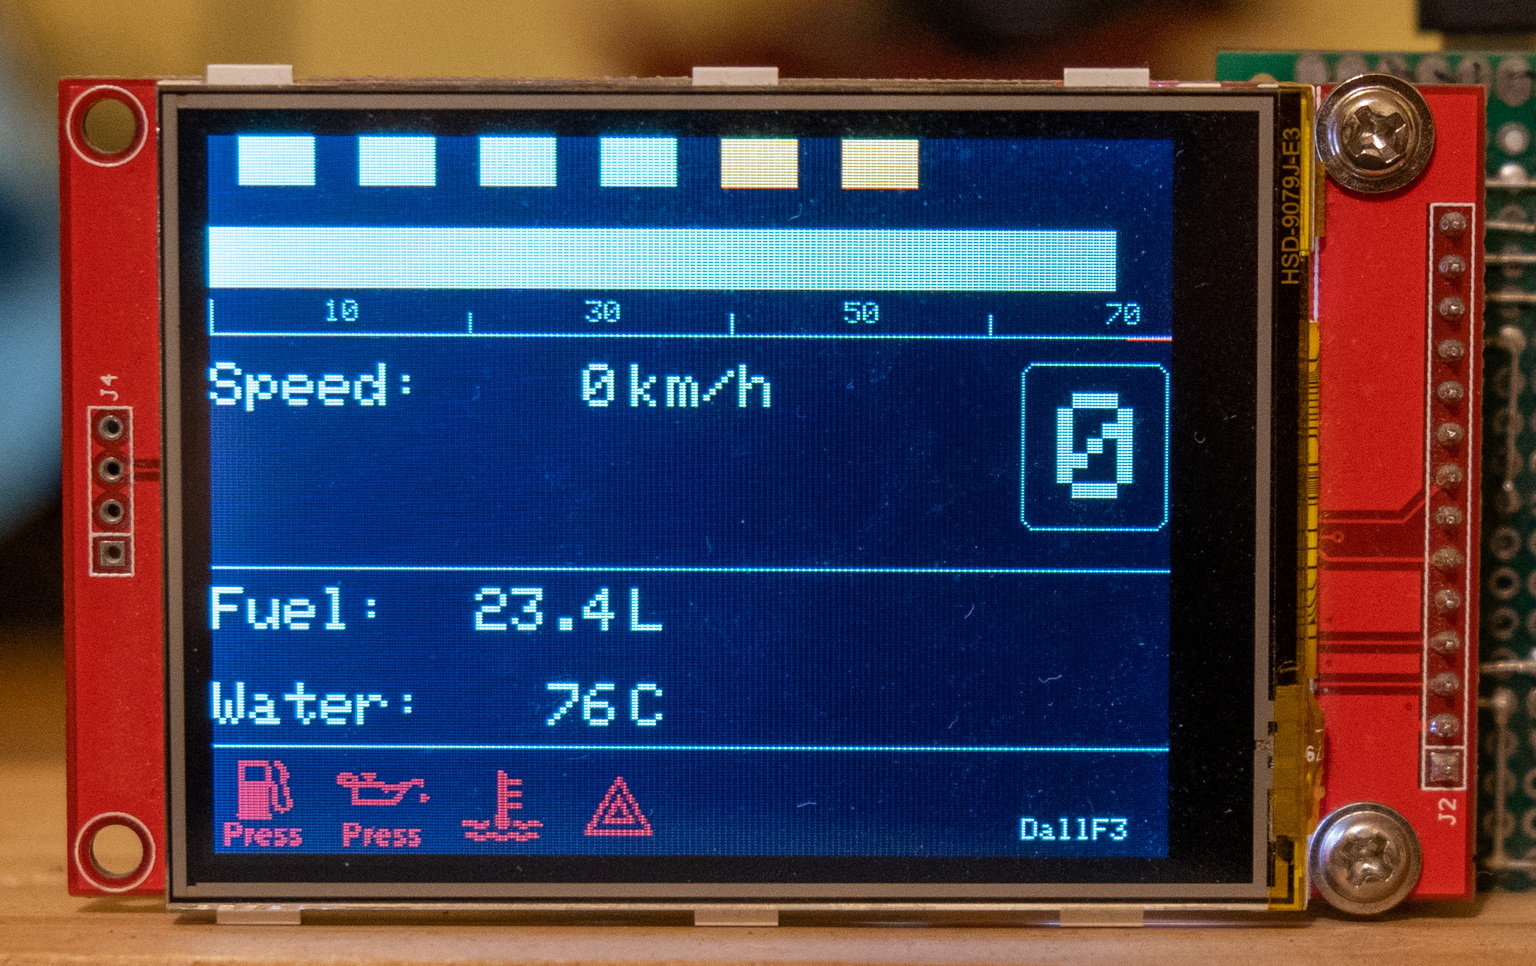 HSD-9079J-E3
10 30 50 70
J4
Speed: 0km/h
0
Fuel: 23.4L
Water: 76C
Press Press
DallF3
J2